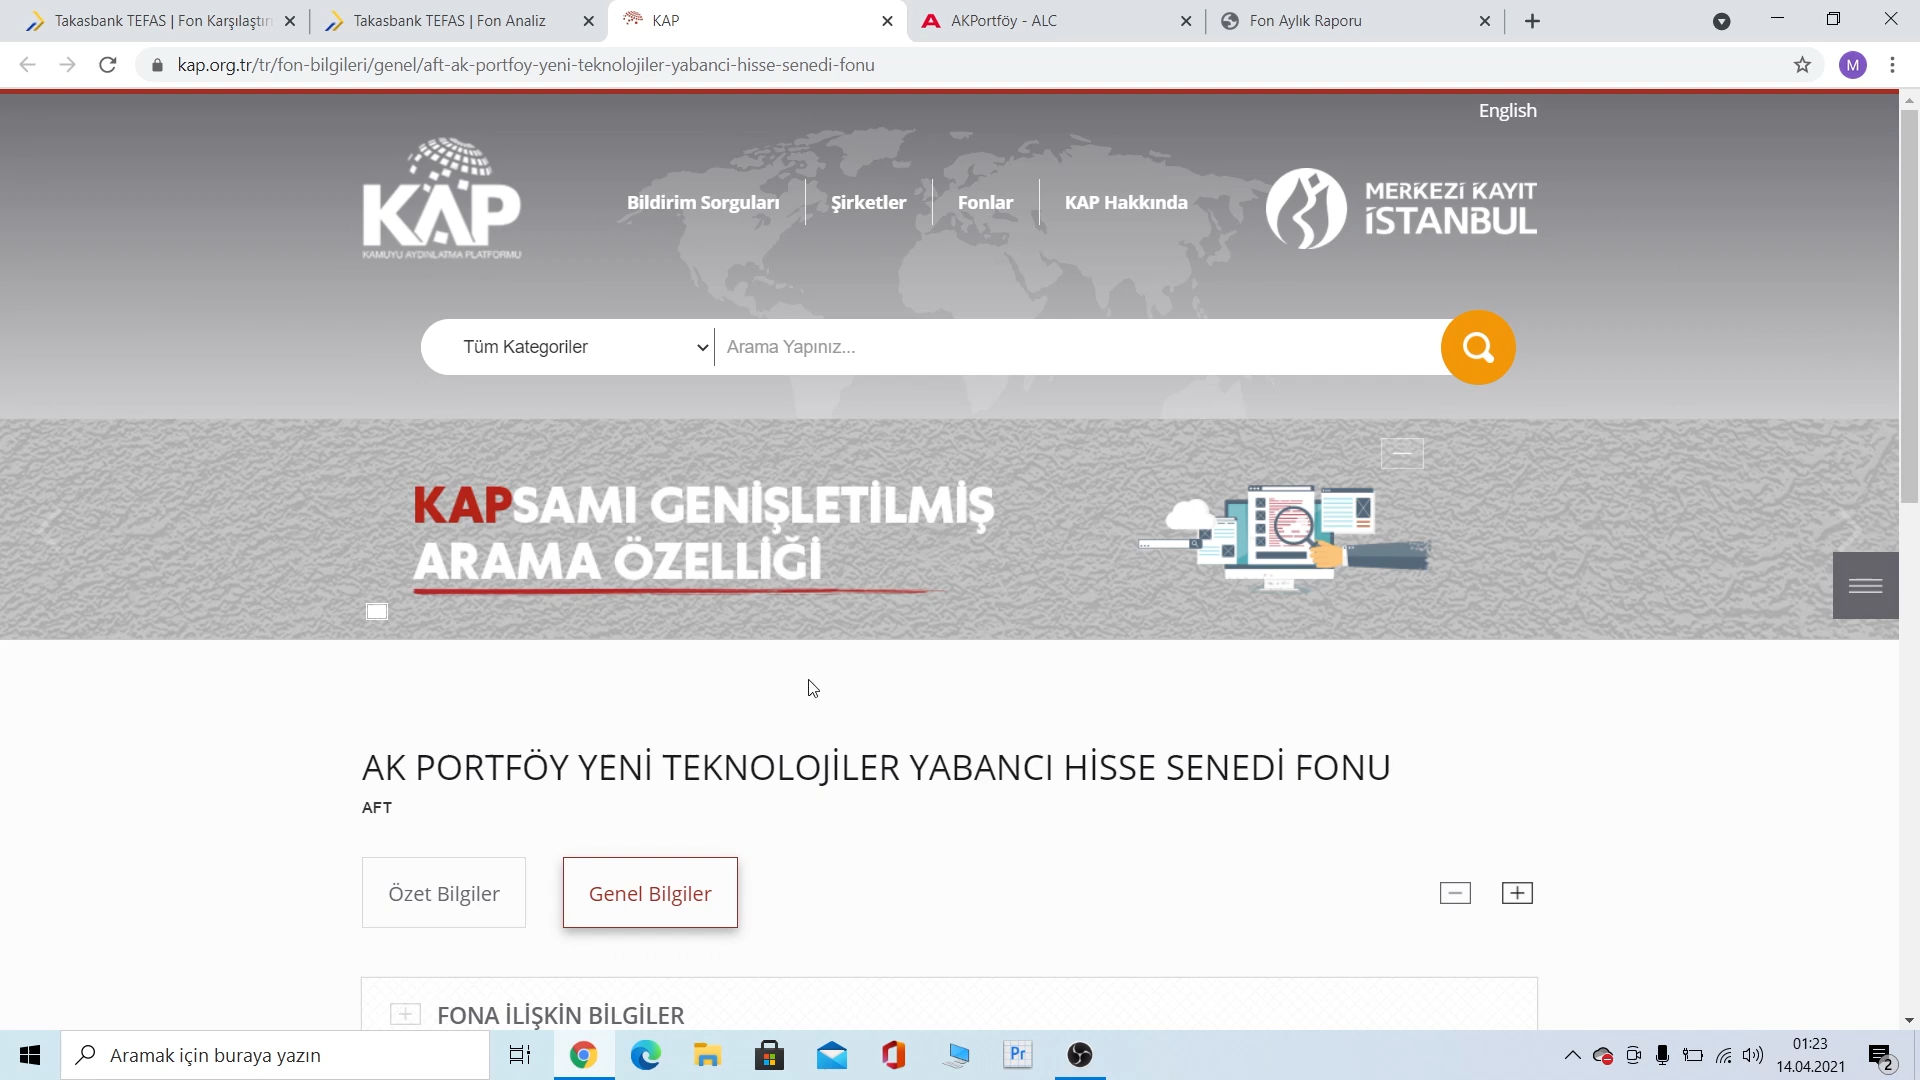 Takasbank TEFAS | Fon Karşılaştır
Takasbank TEFAS | Fon Analiz
KAP
AKPortföy - ALC
Fon Aylık Raporu
kap.org.tr/tr/fon-bilgileri/genel/aft-ak-portfoy-yeni-teknolojiler-yabanci-hisse-senedi-fonu
M
English
KAP
KAMUYU AYDINLATMA PLATFORMU
Bildirim Sorguları
Şirketler
Fonlar
KAP Hakkında
MERKEZİ KAYIT
İSTANBUL
Tüm Kategoriler
Arama Yapınız...
KAPSAMI GENİŞLETİLMİŞ
ARAMA ÖZELLİĞİ
AK PORTFÖY YENİ TEKNOLOJİLER YABANCI HİSSE SENEDİ FONU
AFT
Özet Bilgiler
Genel Bilgiler
FONA İLİŞKİN BİLGİLER
Aramak için buraya yazın
Pr
01:23
14.04.2021
2